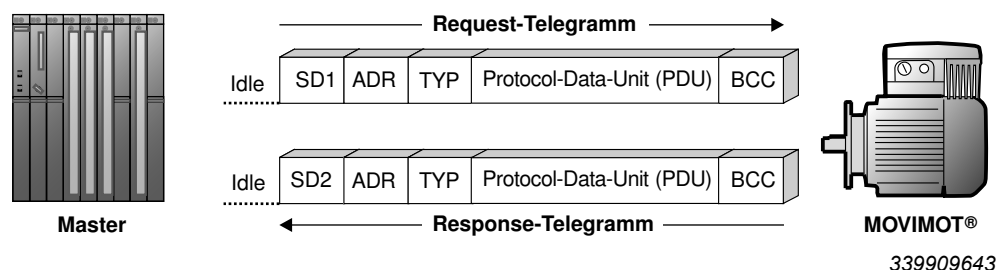 Request-Telegramm
Idle SD1 ADR TYP Protocol-Data-Unit (PDU) BCC
Idle SD2 ADR TYP Protocol-Data-Unit (PDU) BCC
Master Response-Telegramm MOVIMOT®
339909643